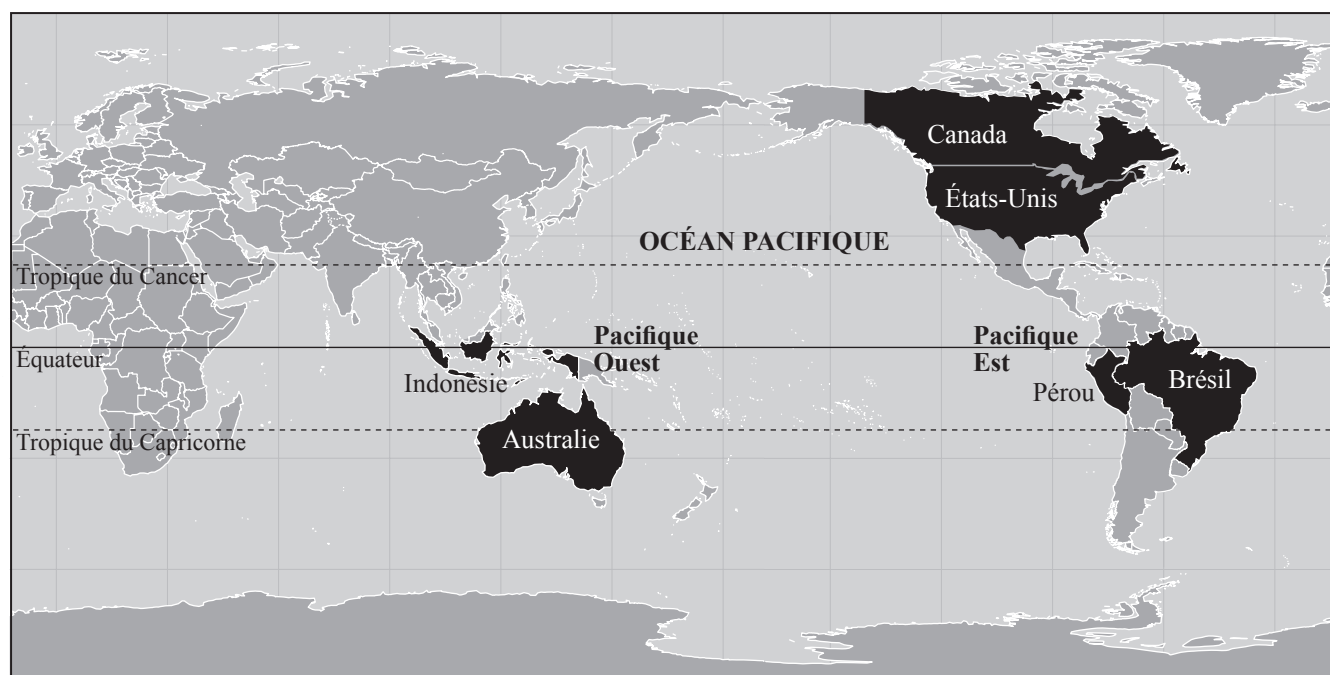 Canada
États-Unis
OCÉAN PACIFIQUE
Tropique du Cancer
Pacifique
Ouest
Pacifique
Est
Équateur
Indonésie
Pérou
Brésil
Australie
Tropique du Capricorne